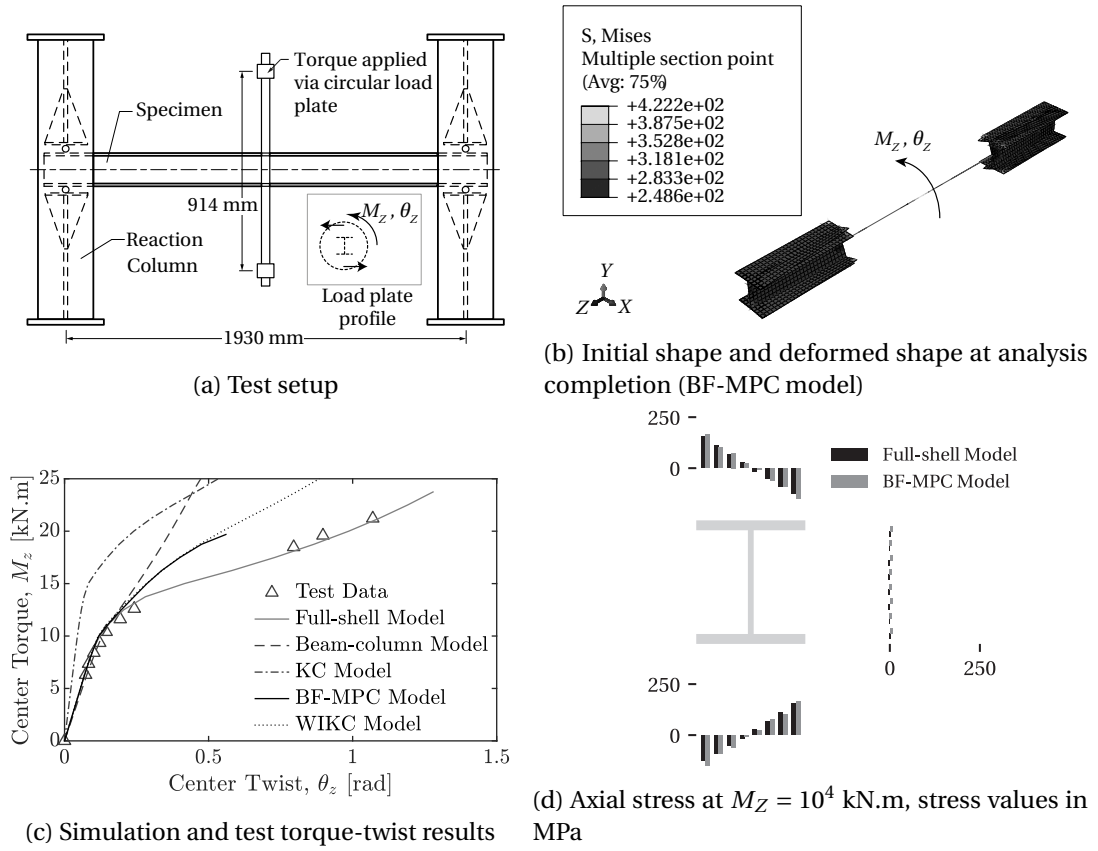 Torque applied
via circular load
plate
Specimen
914 mm
M_Z, θ_Z
Reaction
Column
Load plate
profile
1930 mm
(a) Test setup
S, Mises
Multiple section point
(Avg: 75%)
+4.222e+02
+3.875e+02
+3.528e+02
+3.181e+02
+2.833e+02
+2.486e+02
M_Z, θ_Z
Y
Z
X
(b) Initial shape and deformed shape at analysis
completion (BF-MPC model)
Center Torque, M_z [kN.m]
25
20
15
10
5
0
0
0.5
1
1.5
Test Data
Full-shell Model
Beam-column Model
KC Model
BF-MPC Model
WIKC Model
Center Twist, θ_z [rad]
(c) Simulation and test torque-twist results
250
0
Full-shell Model
BF-MPC Model
0
250
250
0
(d) Axial stress at M_Z = 10⁴ kN.m, stress values in
MPa